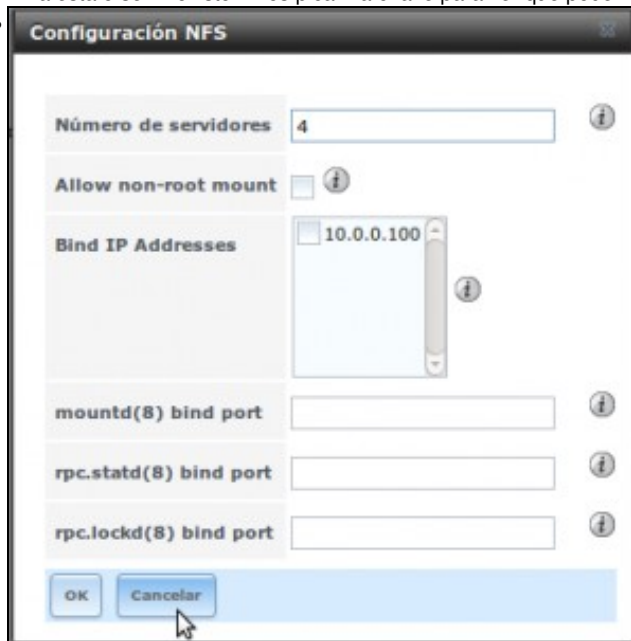 Configuración NFS
Número de servidores
4
Allow non-root mount
Bind IP Addresses
10.0.0.100
mountd(8) bind port
rpc.statd(8) bind port
rpc.lockd(8) bind port
OK
Cancelar